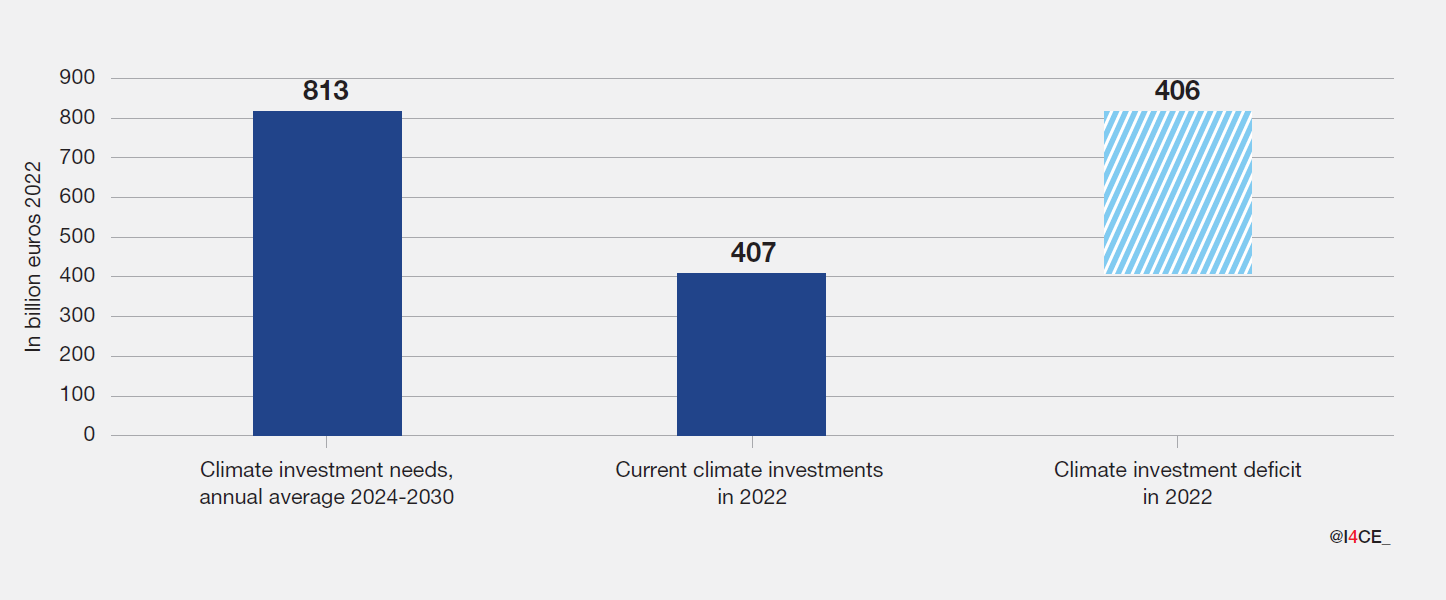 In billion euros 2022
900
800
700
600
500
400
300
200
100
0
813
407
406
Climate investment needs,
annual average 2024-2030
Current climate investments
in 2022
Climate investment deficit
in 2022
@I4CE_